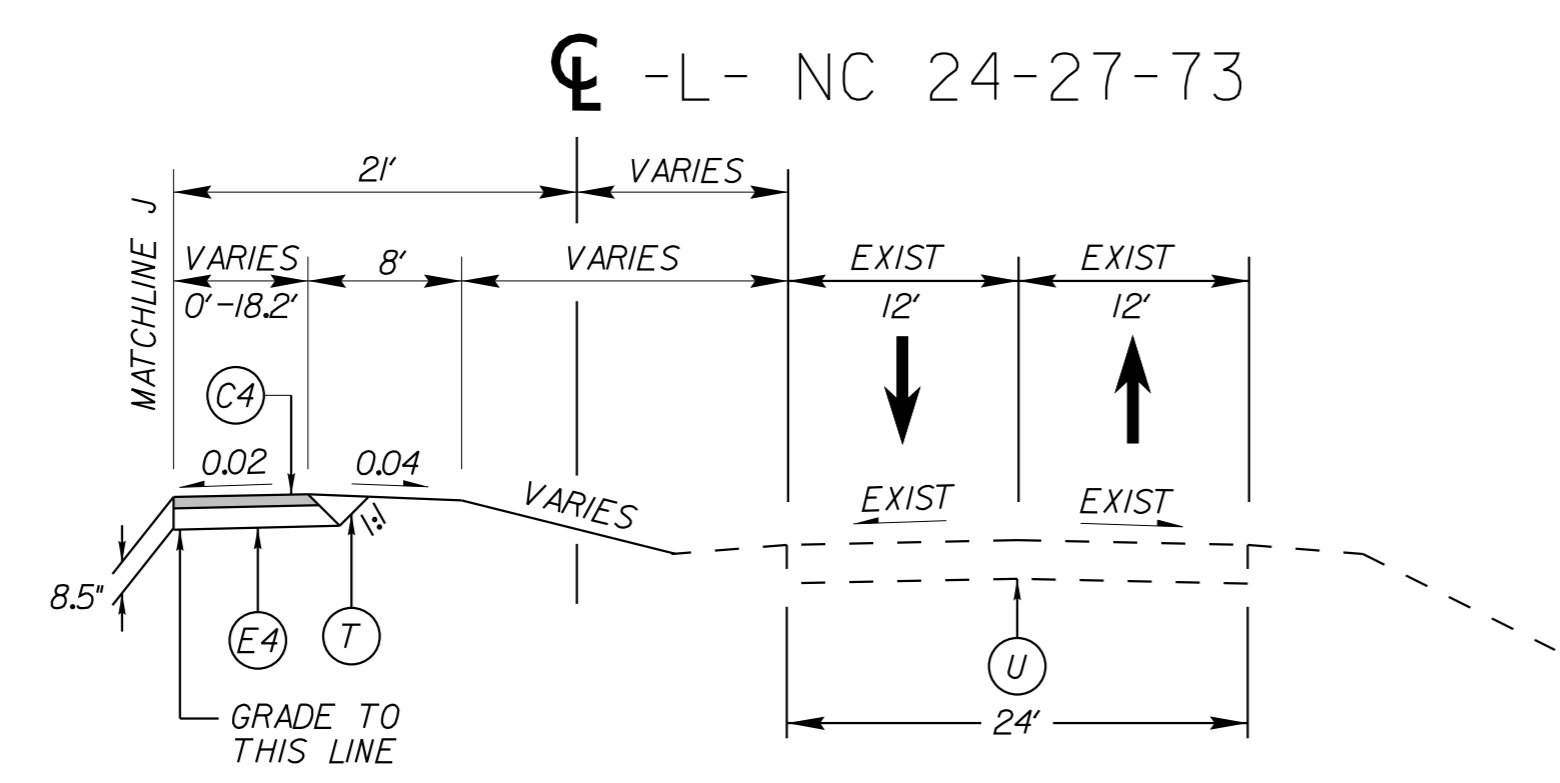 ℄ -L- NC 24-27-73
21' VARIES
MATCHLINE J
VARIES 8' VARIES EXIST EXIST
0'-18.2' 12' 12'
C4
0.02 0.04
VARIES
EXIST EXIST
1:1
8.5"
E4 T
U
GRADE TO
THIS LINE
24'